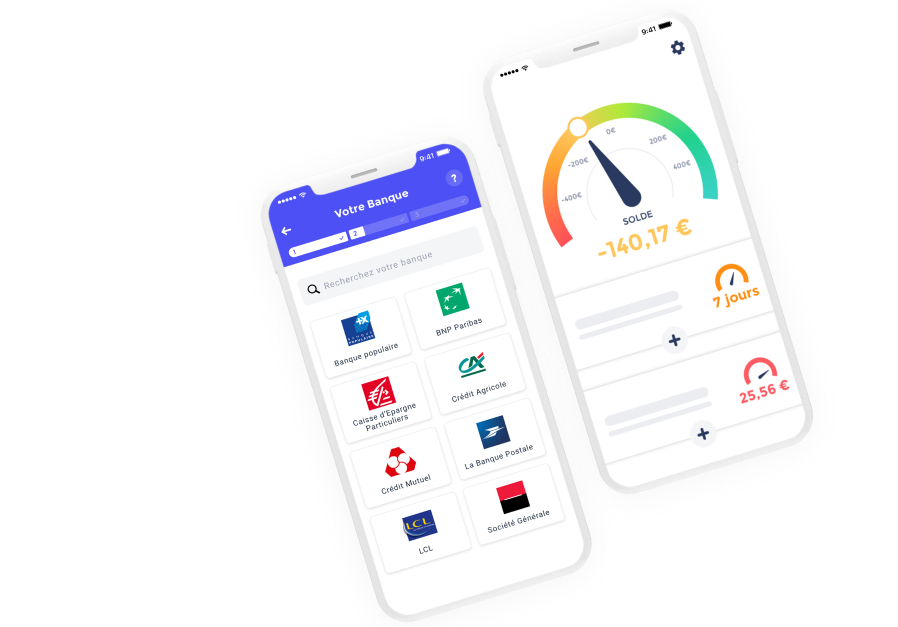 9:41
Votre Banque
?
1
2
3
Recherchez votre banque
BANQUE
POPULAIRE
Banque populaire
BNP Paribas
Caisse d'Epargne
Particuliers
CA
Crédit Agricole
Crédit Mutuel
La Banque Postale
LCL
LCL
Société Générale
9:41
-400€
-200€
0€
200€
400€
SOLDE
-140,17 €
7 jours
25,56 €